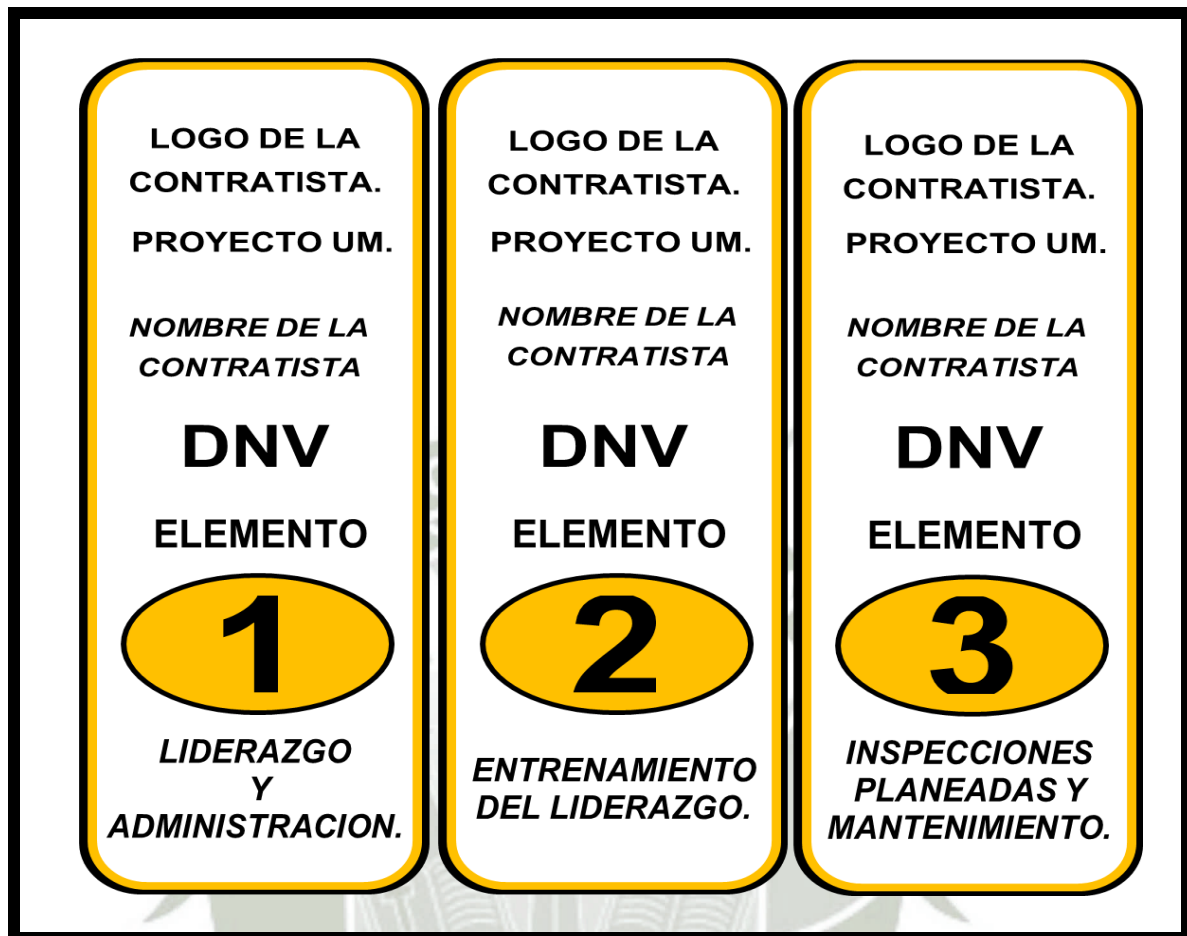 LOGO DE LA
CONTRATISTA.
PROYECTO UM.
NOMBRE DE LA
CONTRATISTA
DNV
ELEMENTO
1
LIDERAZGO
Y
ADMINISTRACION.
LOGO DE LA
CONTRATISTA.
PROYECTO UM.
NOMBRE DE LA
CONTRATISTA
DNV
ELEMENTO
2
ENTRENAMIENTO
DEL LIDERAZGO.
LOGO DE LA
CONTRATISTA.
PROYECTO UM.
NOMBRE DE LA
CONTRATISTA
DNV
ELEMENTO
3
INSPECCIONES
PLANEADAS Y
MANTENIMIENTO.